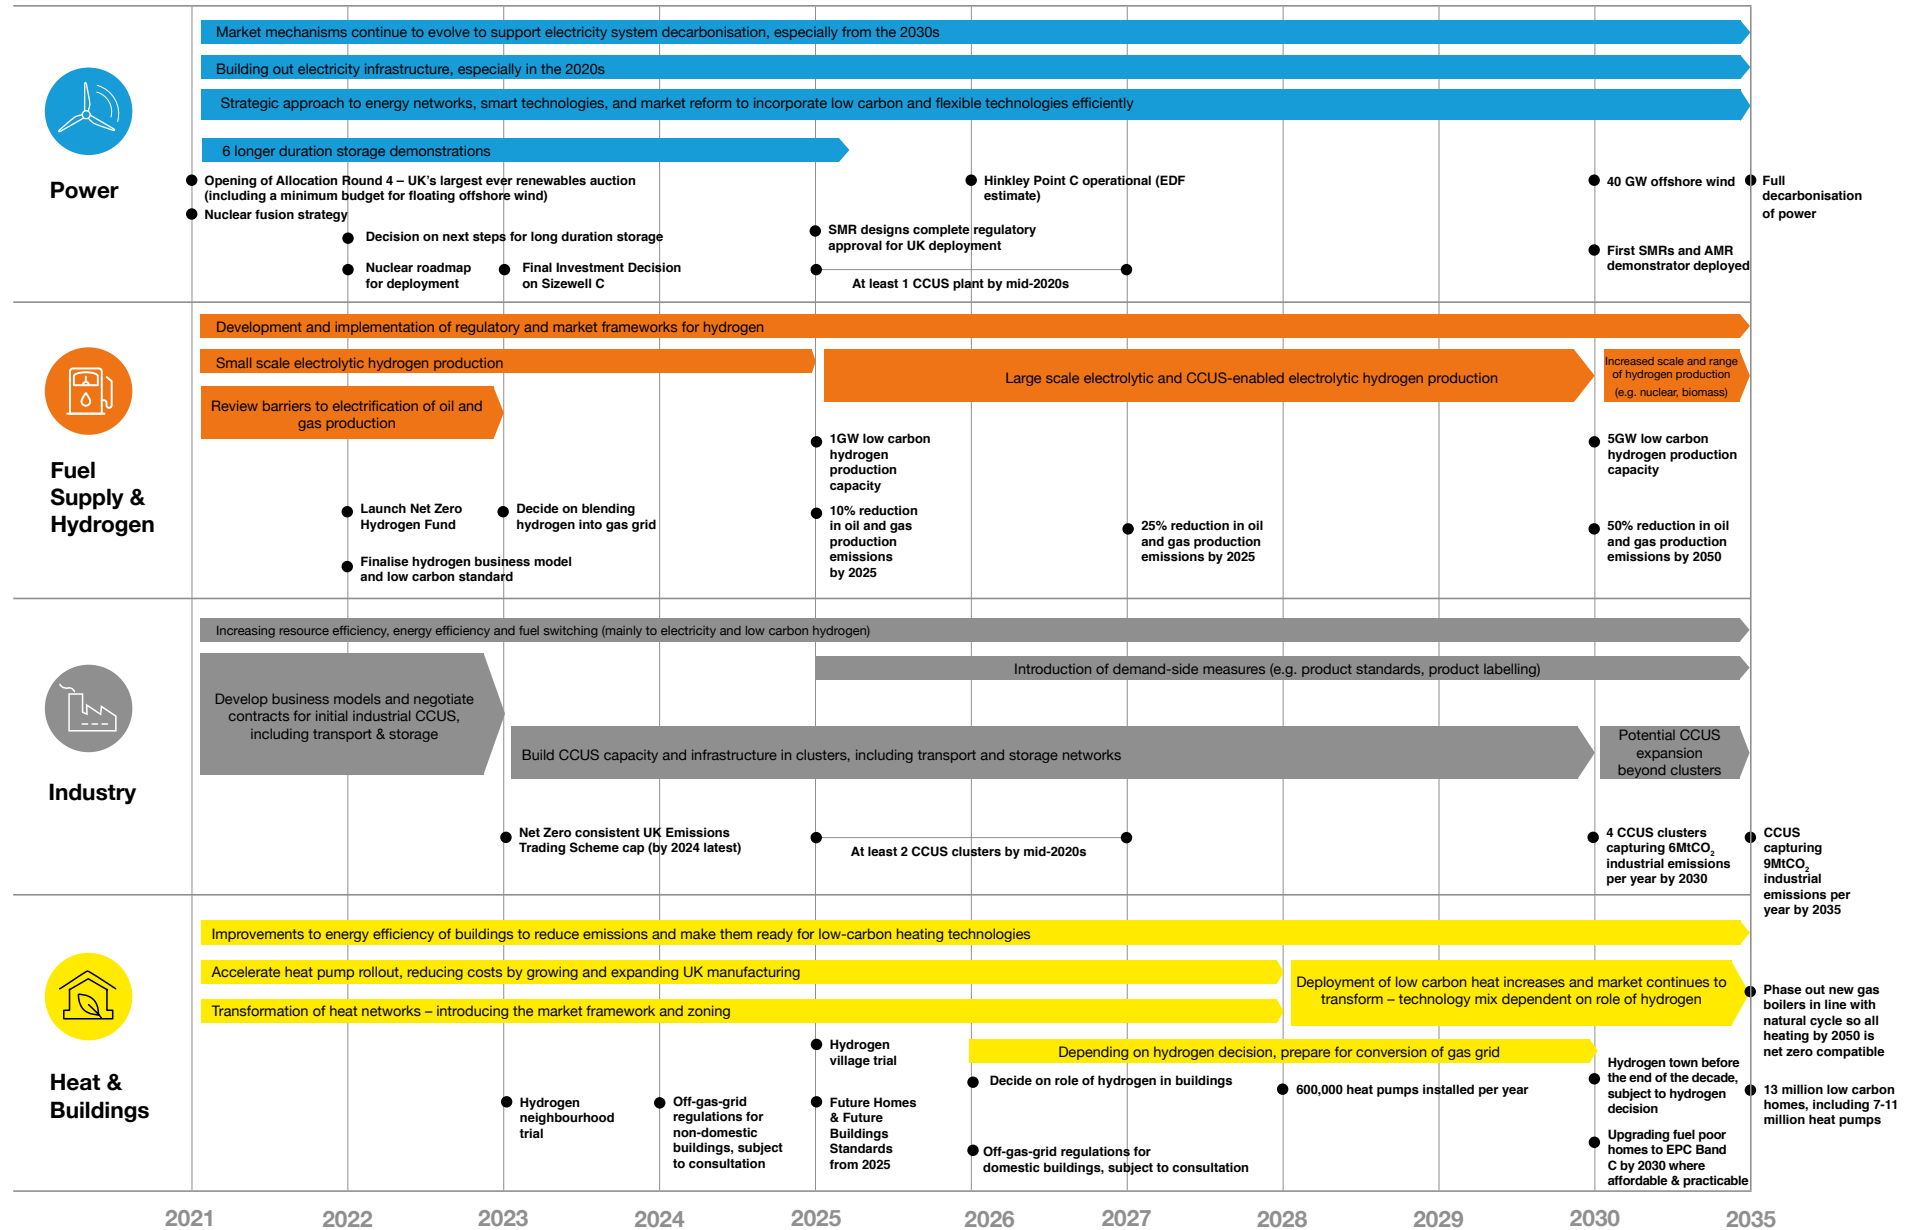 Market mechanisms continue to evolve to support electricity system decarbonisation, especially from the 2030s
Building out electricity infrastructure, especially in the 2020s
Strategic approach to energy networks, smart technologies, and market reform to incorporate low carbon and flexible technologies efficiently
6 longer duration storage demonstrations
Power
Opening of Allocation Round 4 – UK's largest ever renewables auction
(including a minimum budget for floating offshore wind)
Nuclear fusion strategy
Decision on next steps for long duration storage
Nuclear roadmap
for deployment
Final Investment Decision
on Sizewell C
Hinkley Point C operational (EDF
estimate)
SMR designs complete regulatory
approval for UK deployment
At least 1 CCUS plant by mid-2020s
40 GW offshore wind
First SMRs and AMR
demonstrator deployed
Full
decarbonisation
of power
Development and implementation of regulatory and market frameworks for hydrogen
Small scale electrolytic hydrogen production
Large scale electrolytic and CCUS-enabled electrolytic hydrogen production
Increased scale and range
of hydrogen production
(e.g. nuclear, biomass)
Review barriers to electrification of oil and
gas production
Fuel
Supply &
Hydrogen
1GW low carbon
hydrogen
production
capacity
5GW low carbon
hydrogen production
capacity
Launch Net Zero
Hydrogen Fund
Decide on blending
hydrogen into gas grid
10% reduction
in oil and gas
production
emissions
by 2025
25% reduction in oil
and gas production
emissions by 2025
50% reduction in oil
and gas production
emissions by 2050
Finalise hydrogen business model
and low carbon standard
Increasing resource efficiency, energy efficiency and fuel switching (mainly to electricity and low carbon hydrogen)
Introduction of demand-side measures (e.g. product standards, product labelling)
Develop business models and negotiate
contracts for initial industrial CCUS,
including transport & storage
Build CCUS capacity and infrastructure in clusters, including transport and storage networks
Potential CCUS
expansion
beyond clusters
Industry
Net Zero consistent UK Emissions
Trading Scheme cap (by 2024 latest)
At least 2 CCUS clusters by mid-2020s
4 CCUS clusters
capturing 6MtCO₂
industrial emissions
per year by 2030
CCUS
capturing
9MtCO₂
industrial
emissions per
year by 2035
Improvements to energy efficiency of buildings to reduce emissions and make them ready for low-carbon heating technologies
Accelerate heat pump rollout, reducing costs by growing and expanding UK manufacturing
Transformation of heat networks – introducing the market framework and zoning
Deployment of low carbon heat increases and market continues to
transform – technology mix dependent on role of hydrogen
Phase out new gas
boilers in line with
natural cycle so all
heating by 2050 is
net zero compatible
Hydrogen
village trial
Depending on hydrogen decision, prepare for conversion of gas grid
Heat &
Buildings
Decide on role of hydrogen in buildings
600,000 heat pumps installed per year
Hydrogen town before
the end of the decade,
subject to hydrogen
decision
13 million low carbon
homes, including 7-11
million heat pumps
Hydrogen
neighbourhood
trial
Off-gas-grid
regulations for
non-domestic
buildings, subject
to consultation
Future Homes
& Future
Buildings
Standards
from 2025
Off-gas-grid regulations for
domestic buildings, subject to consultation
Upgrading fuel poor
homes to EPC Band
C by 2030 where
affordable & practicable
2021 2022 2023 2024 2025 2026 2027 2028 2029 2030 2035